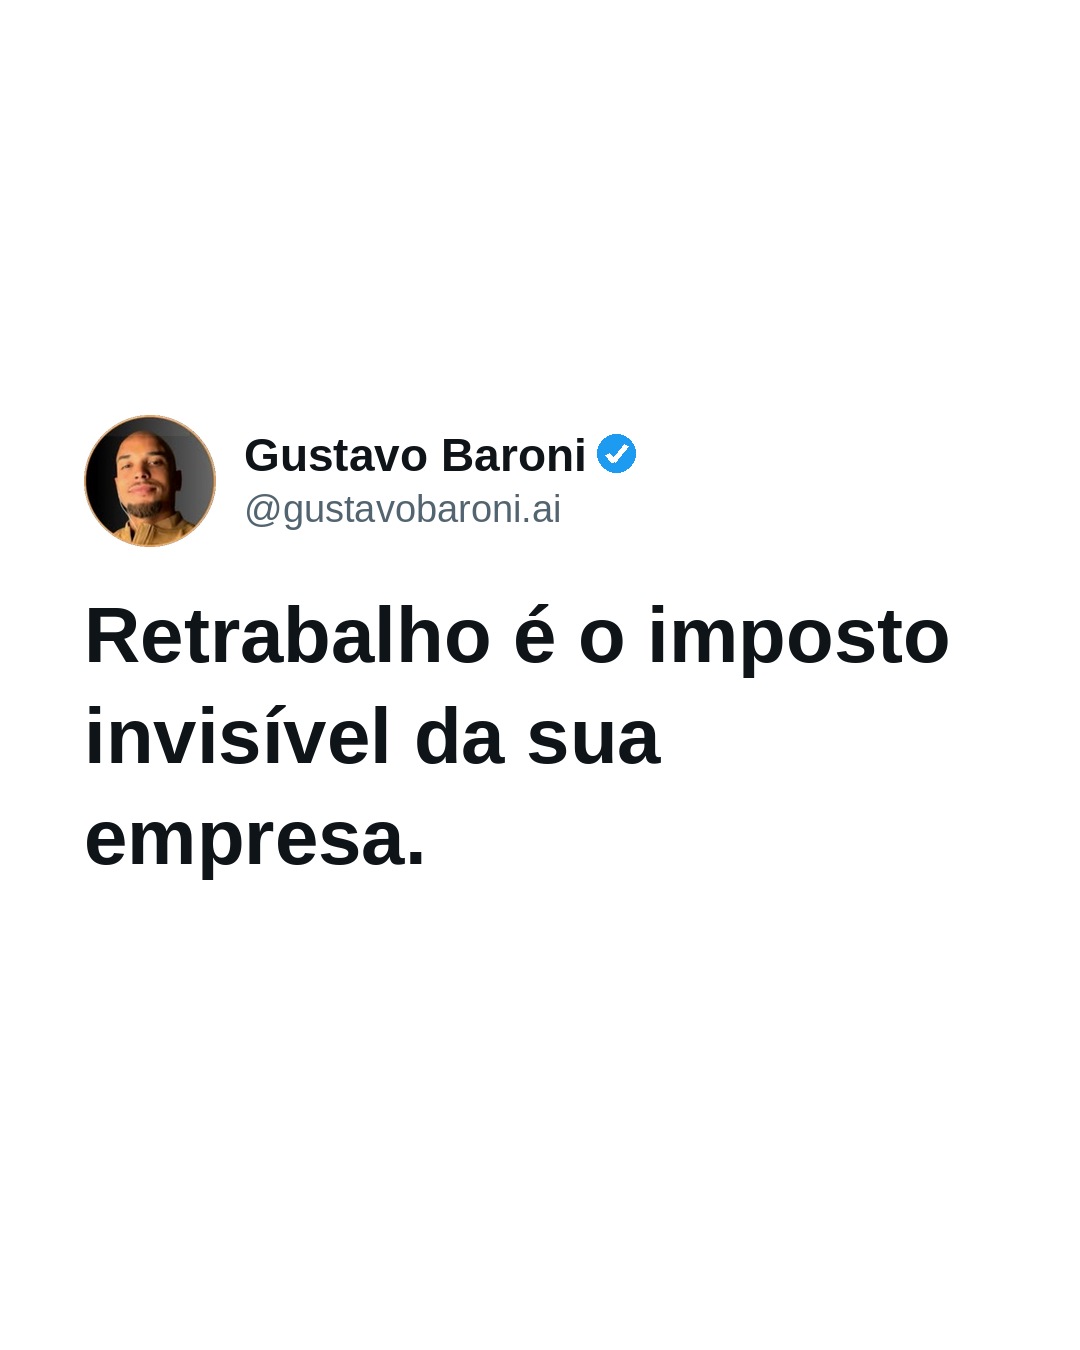 Gustavo Baroni
@gustavobaroni.ai
Retrabalho é o imposto
invisível da sua
empresa.